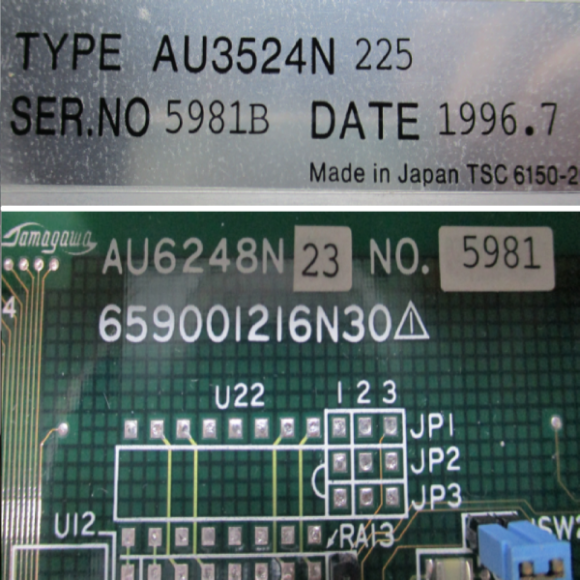 TYPE AU3524N 225
SER.NO 5981B DATE 1996.7
Made in Japan TSC 6150-2
Tamagawa
AU6248N 23 NO. 5981
659001216N30
4
U22 1 2 3
JP1
JP2
JP3
U12
RA13
SW2